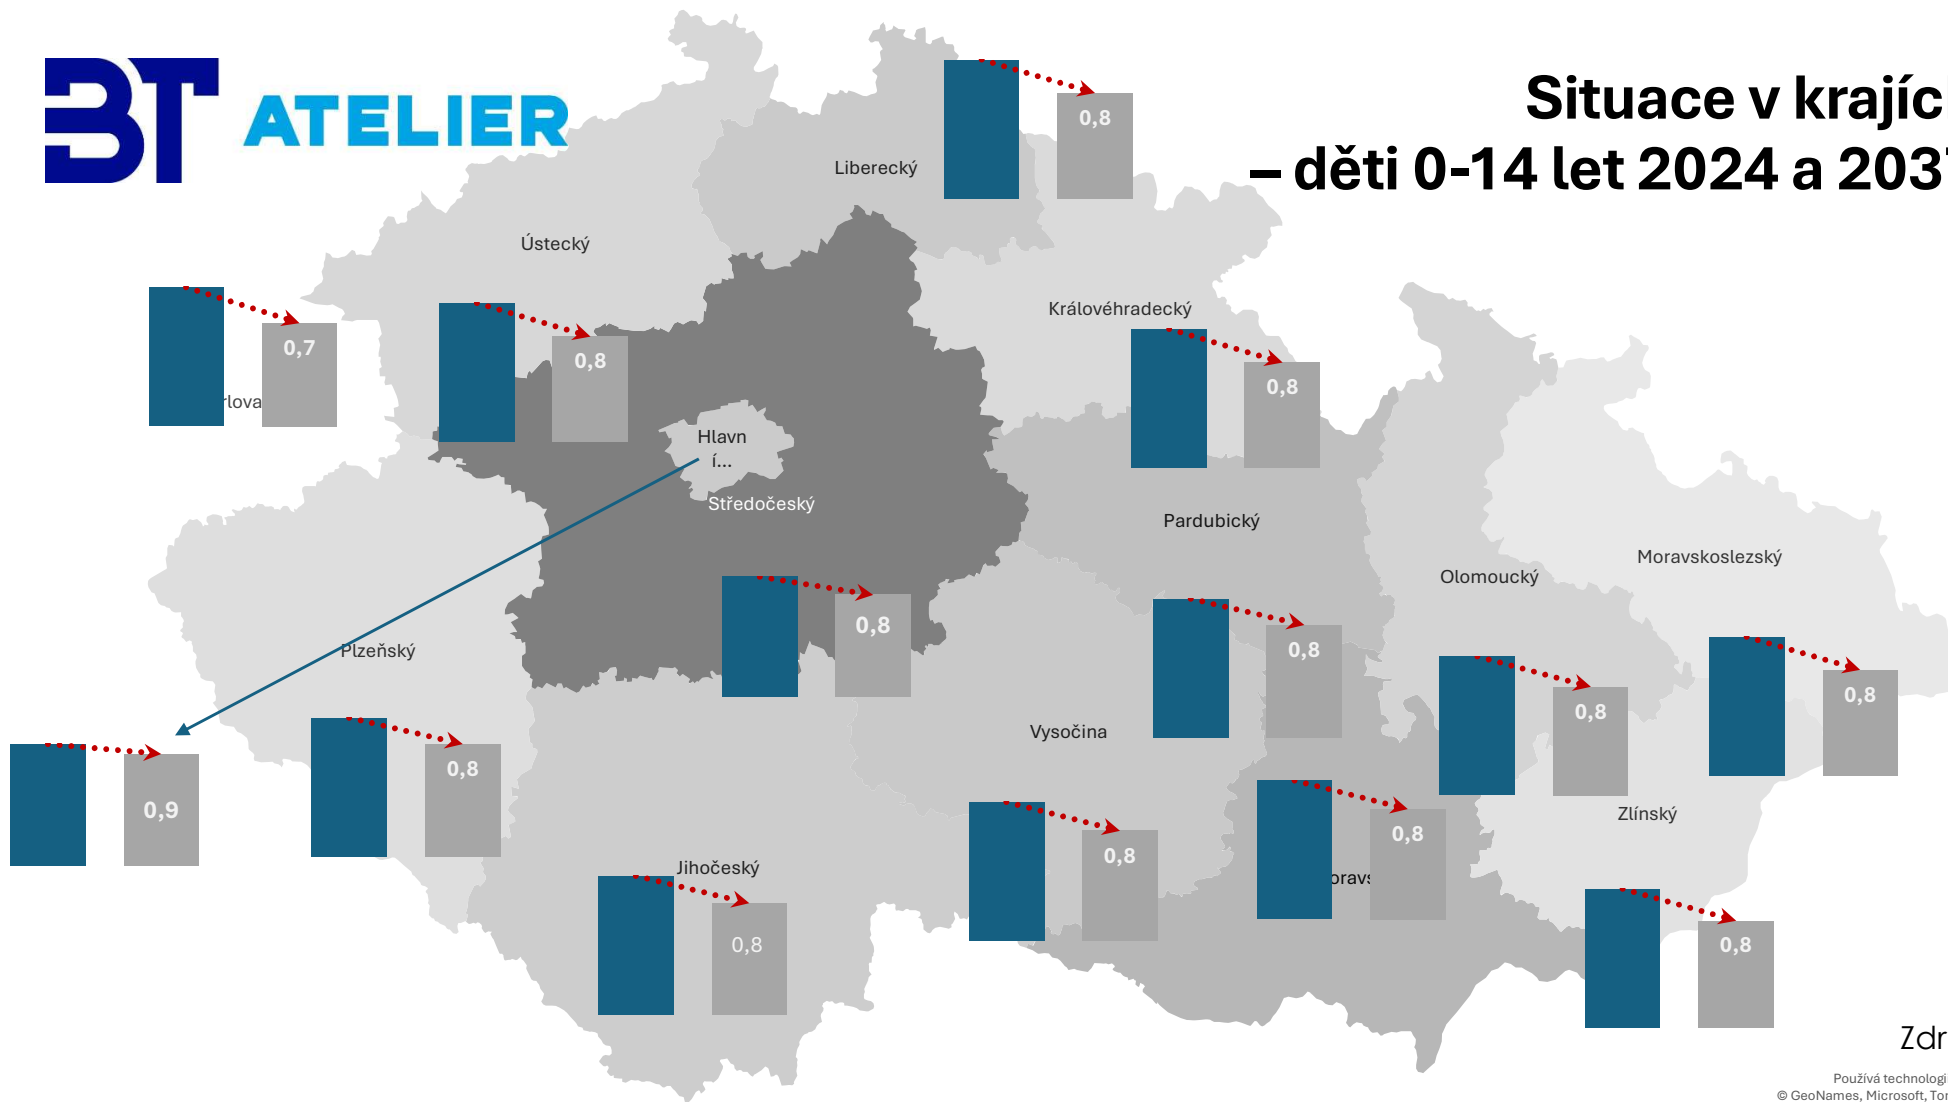 BT ATELIER
Situace v krajíc
– děti 0-14 let 2024 a 203
Liberecký
0,8
Ústecký
Královéhradecký
0,7
0,8
rlova
0,8
Hlavn
í...
Středočeský
Pardubický
Moravskoslezský
Olomoucký
0,8
0,8
Plzeňský
0,8
0,8
Vysočina
0,8
0,9
Zlínský
0,8
0,8
Jihočeský
oravs
0,8
0,8
Zdr
Používá technologi
© GeoNames, Microsoft, Tom